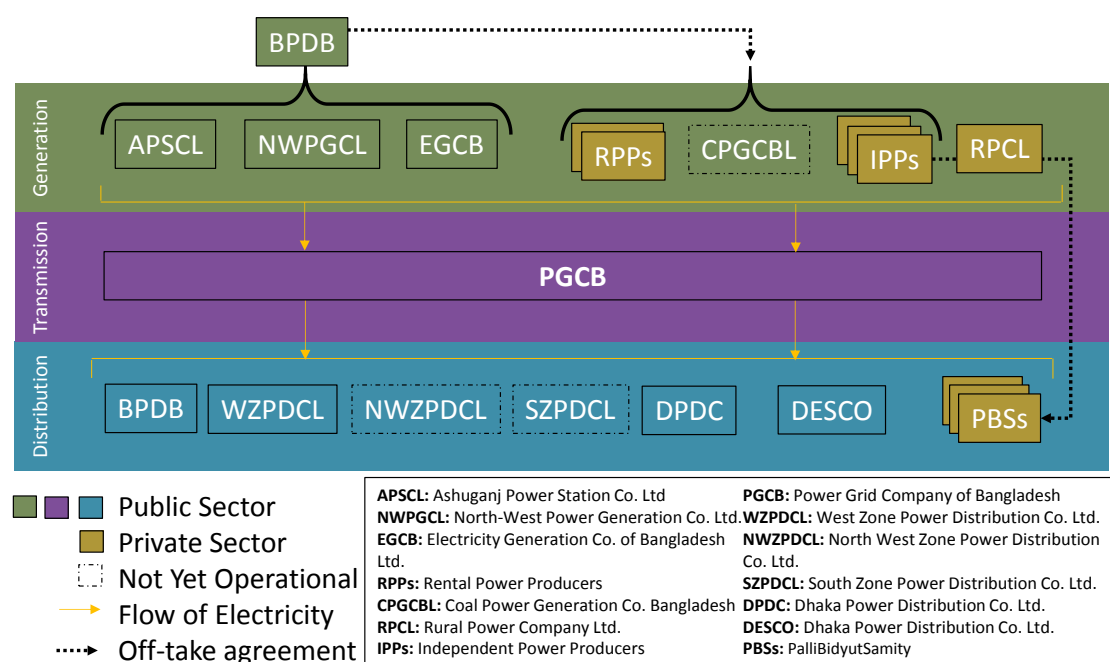 BPDB
Generation
APSCL
NWPGCL
EGCB
RPPs
CPGCBL
IPPs
RPCL
Transmission
PGCB
Distribution
BPDB
WZPDCL
NWZPDCL
SZPDCL
DPDC
DESCO
PBSs
Public Sector
Private Sector
Not Yet Operational
Flow of Electricity
Off-take agreement
APSCL: Ashuganj Power Station Co. Ltd
NWPGCL: North-West Power Generation Co. Ltd.
EGCB: Electricity Generation Co. of Bangladesh
Ltd.
RPPs: Rental Power Producers
CPGCBL: Coal Power Generation Co. Bangladesh
RPCL: Rural Power Company Ltd.
IPPs: Independent Power Producers
PGCB: Power Grid Company of Bangladesh
WZPDCL: West Zone Power Distribution Co. Ltd.
NWZPDCL: North West Zone Power Distribution
Co. Ltd.
SZPDCL: South Zone Power Distribution Co. Ltd.
DPDC: Dhaka Power Distribution Co. Ltd.
DESCO: Dhaka Power Distribution Co. Ltd.
PBSs: PalliBidyutSamity